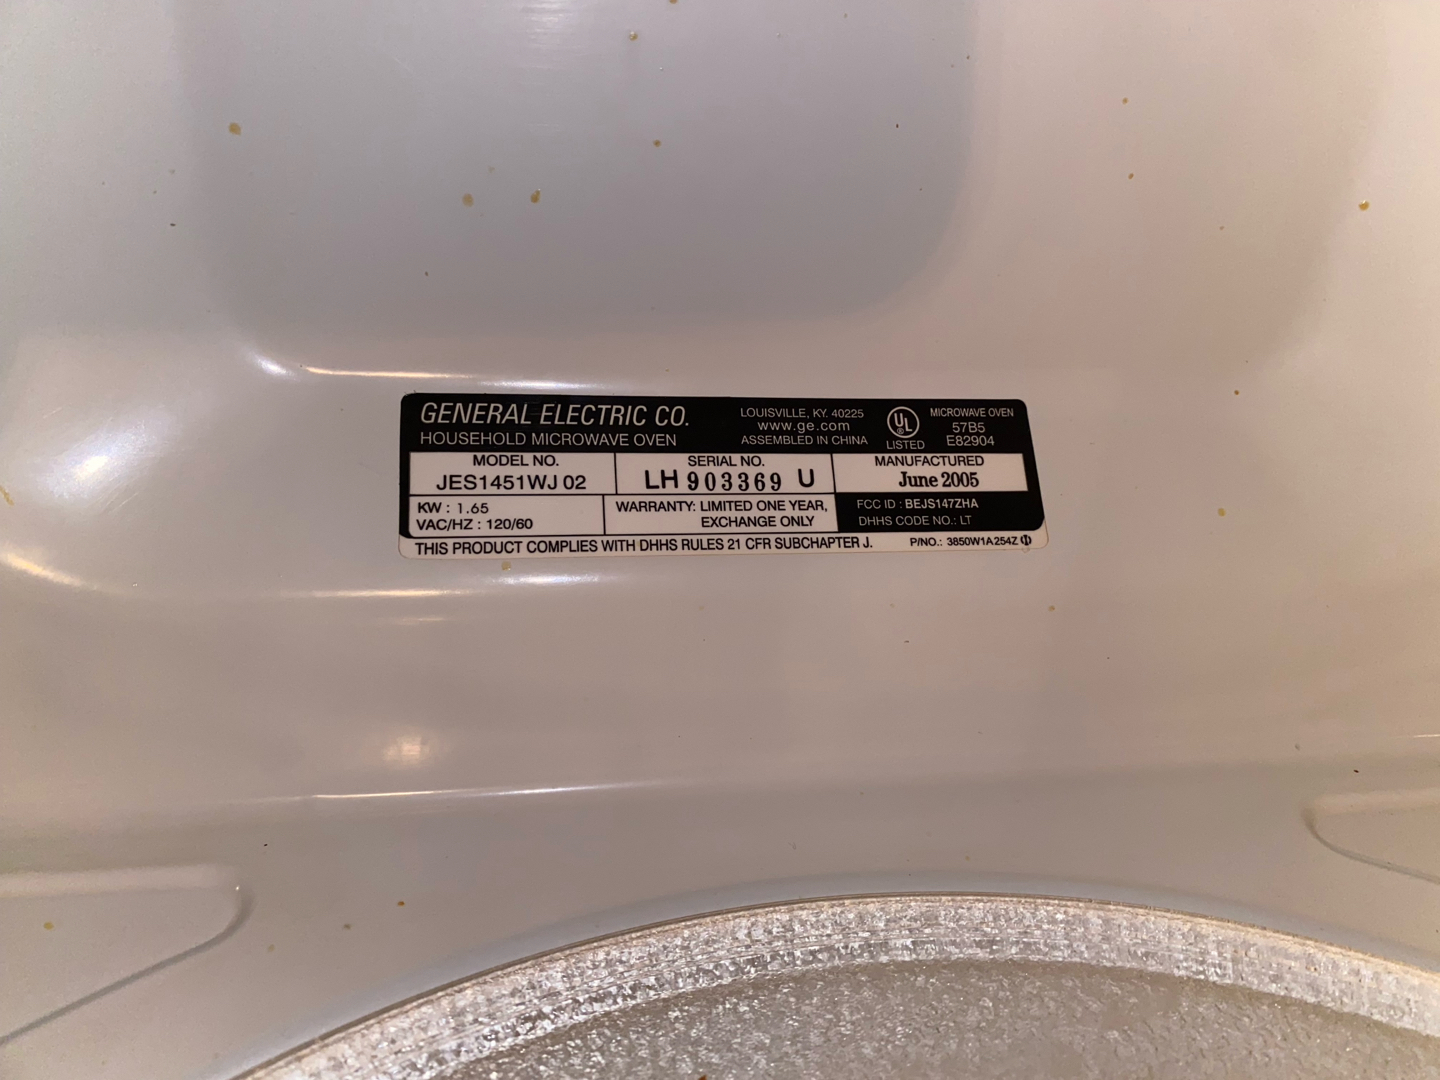 GENERAL ELECTRIC CO.
HOUSEHOLD MICROWAVE OVEN
LOUISVILLE, KY. 40225
www.ge.com
ASSEMBLED IN CHINA
UL
®
LISTED
MICROWAVE OVEN
57B5
E82904
MODEL NO.
JES1451WJ 02
SERIAL NO.
LH 903369 U
MANUFACTURED
June 2005
KW : 1.65
VAC/HZ : 120/60
WARRANTY: LIMITED ONE YEAR,
EXCHANGE ONLY
FCC ID : BEJS147ZHA
DHHS CODE NO.: LT
THIS PRODUCT COMPLIES WITH DHHS RULES 21 CFR SUBCHAPTER J.
P/NO.: 3850W1A254Z